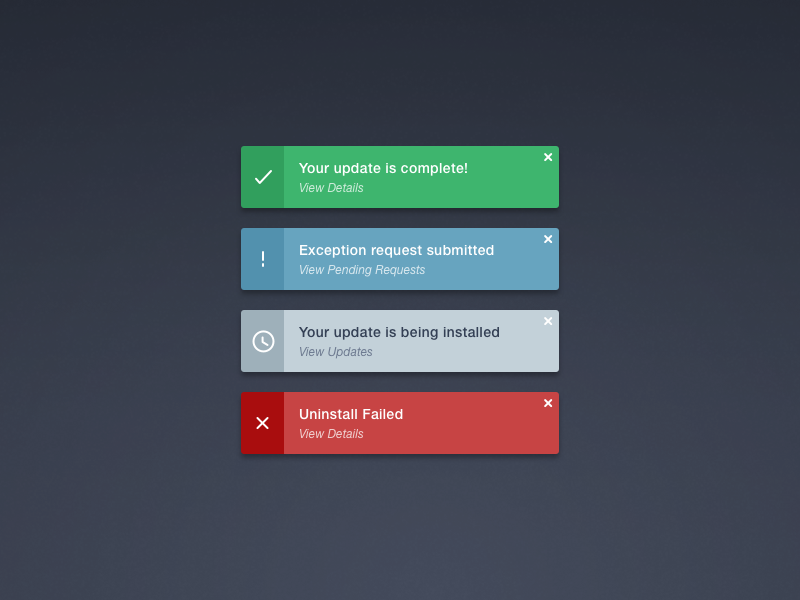 Your update is complete!
View Details
Exception request submitted
View Pending Requests
Your update is being installed
View Updates
Uninstall Failed
View Details